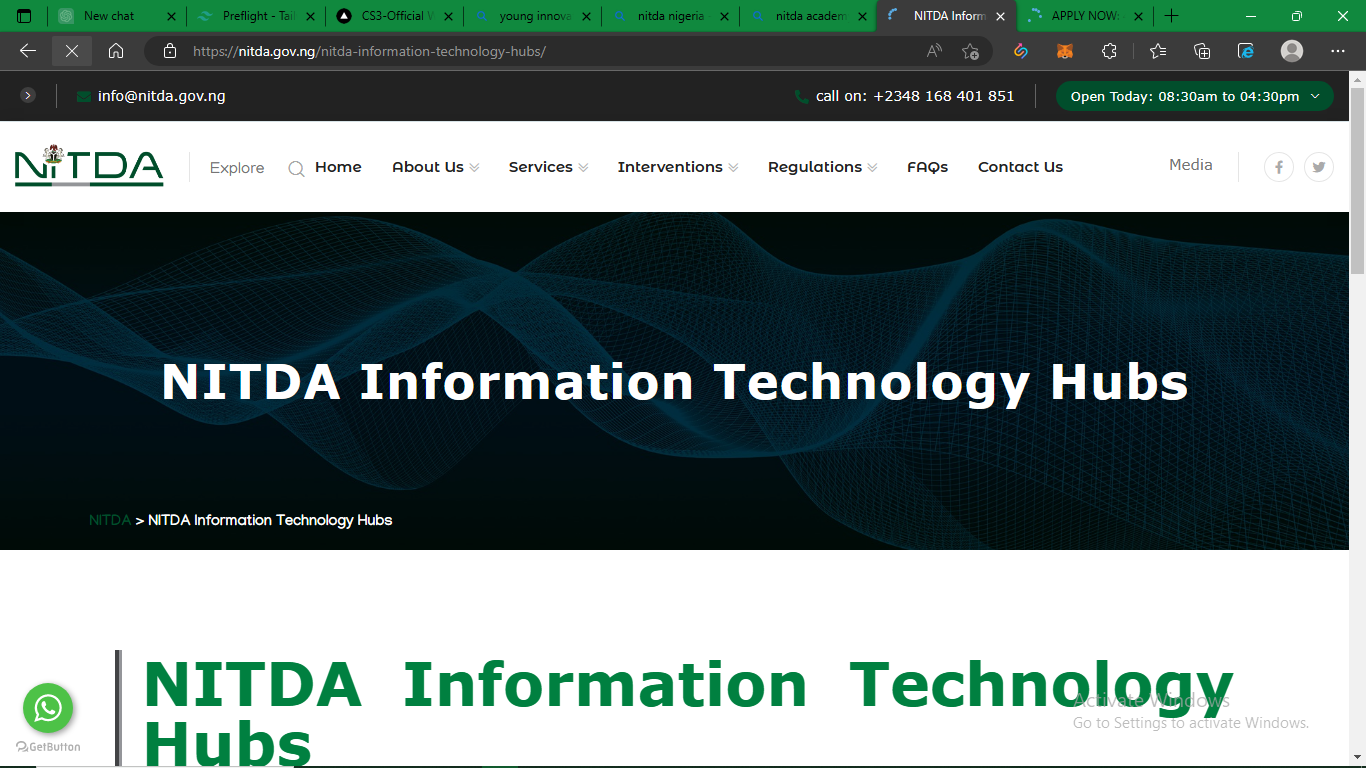 New chat
Preflight - Tail
CS3-Official W
young innova
nitda nigeria -
nitda academ
NITDA Inform
APPLY NOW:
https://nitda.gov.ng/nitda-information-technology-hubs/
info@nitda.gov.ng
call on: +2348 168 401 851
Open Today: 08:30am to 04:30pm
NiTDA
Explore
Home
About Us
Services
Interventions
Regulations
FAQs
Contact Us
Media
NITDA Information Technology Hubs
NITDA > NITDA Information Technology Hubs
NITDA Information Technology
Hubs
Activate Windows
Go to Settings to activate Windows.
GetButton